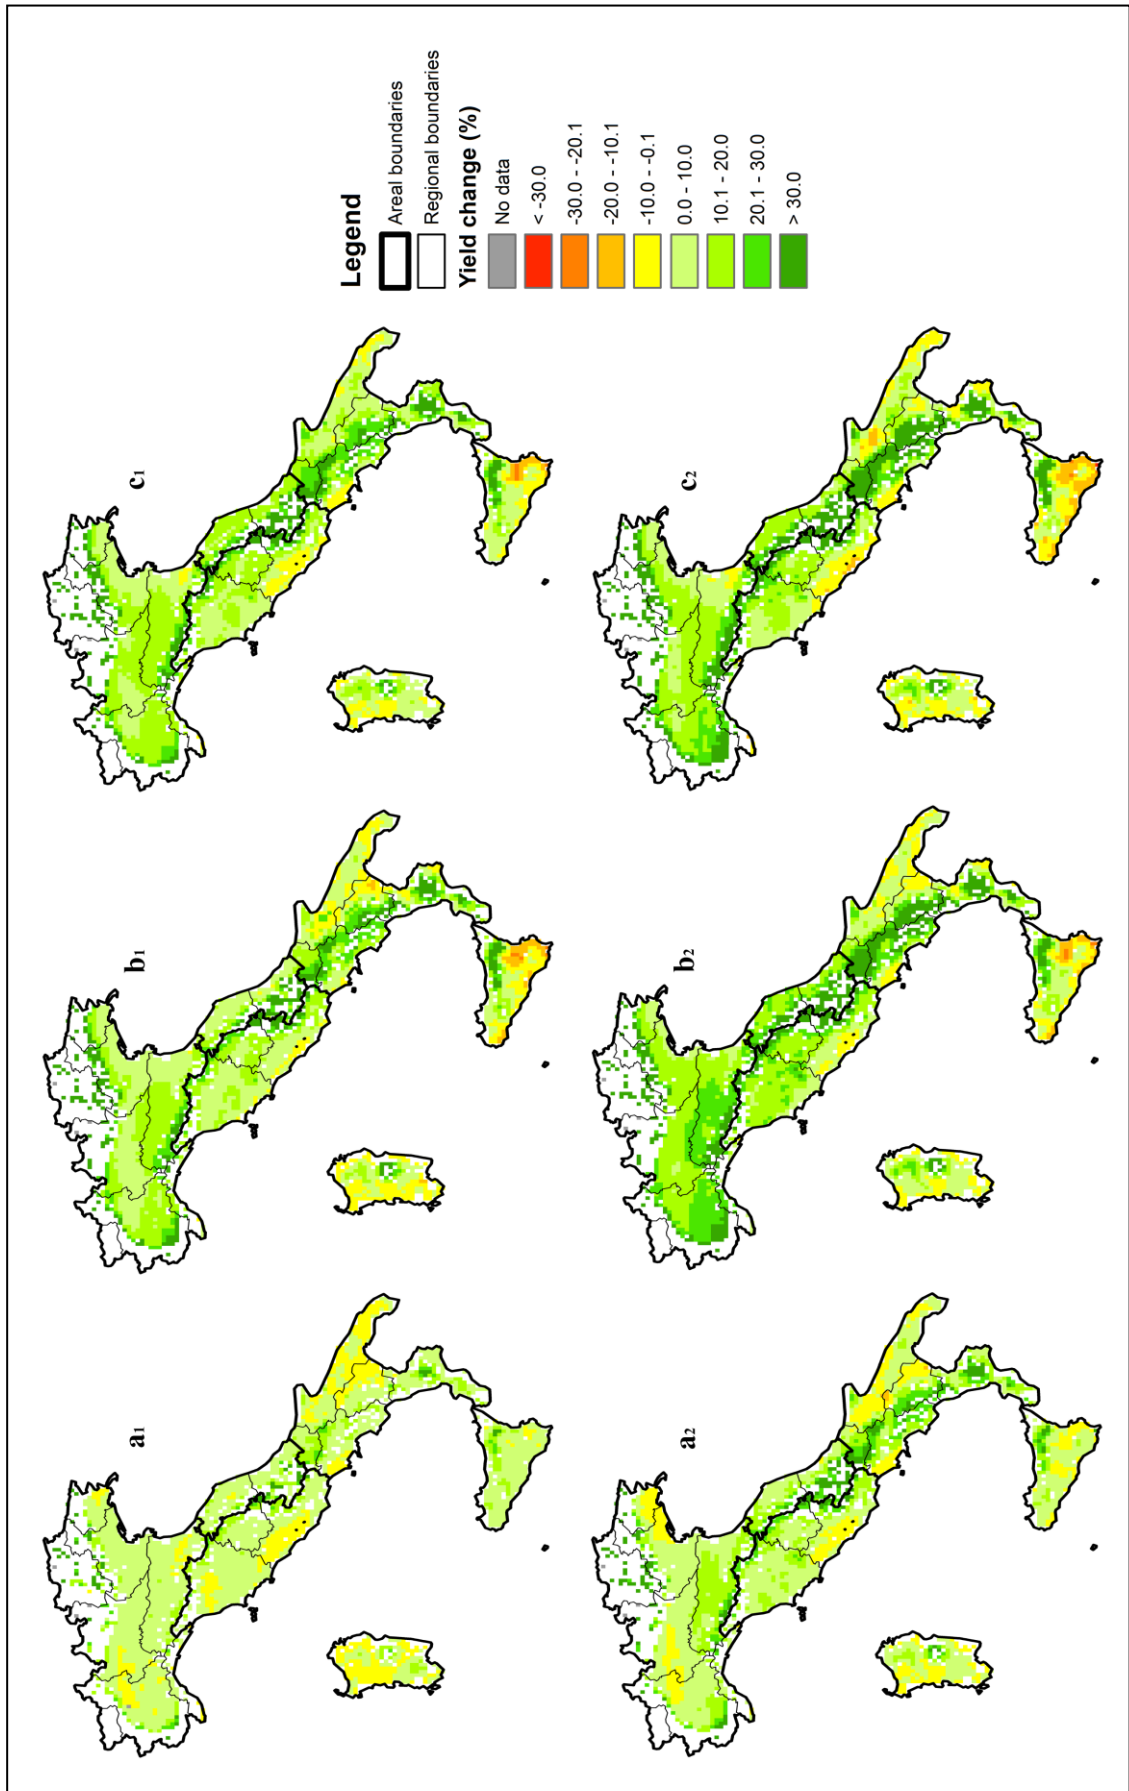 a1
b1
c1
a2
b2
c2
Legend
Areal boundaries
Regional boundaries
Yield change (%)
No data
< -30.0
-30.0 - -20.1
-20.0 - -10.1
-10.0 - -0.1
0.0 - 10.0
10.1 - 20.0
20.1 - 30.0
> 30.0